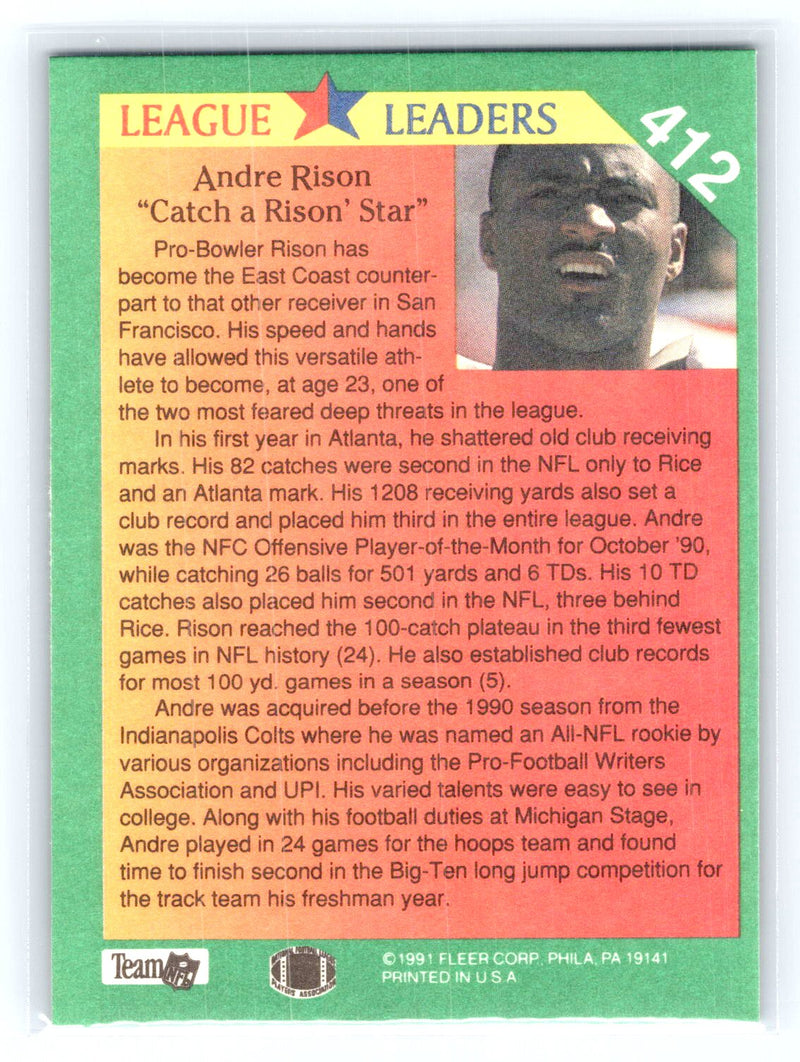 LEAGUE LEADERS
412
Andre Rison
“Catch a Rison’ Star”
Pro-Bowler Rison has
become the East Coast counter-
part to that other receiver in San
Francisco. His speed and hands
have allowed this versatile ath-
lete to become, at age 23, one of
the two most feared deep threats in the league.
In his first year in Atlanta, he shattered old club receiving
marks. His 82 catches were second in the NFL only to Rice
and an Atlanta mark. His 1208 receiving yards also set a
club record and placed him third in the entire league. Andre
was the NFC Offensive Player-of-the-Month for October '90,
while catching 26 balls for 501 yards and 6 TDs. His 10 TD
catches also placed him second in the NFL, three behind
Rice. Rison reached the 100-catch plateau in the third fewest
games in NFL history (24). He also established club records
for most 100 yd. games in a season (5).
Andre was acquired before the 1990 season from the
Indianapolis Colts where he was named an All-NFL rookie by
various organizations including the Pro-Football Writers
Association and UPI. His varied talents were easy to see in
college. Along with his football duties at Michigan Stage,
Andre played in 24 games for the hoops team and found
time to finish second in the Big-Ten long jump competition for
the track team his freshman year.
Team NFL
NATIONAL FOOTBALL LEAGUE
PLAYERS ASSOCIATION
©1991 FLEER CORP. PHILA, PA 19141
PRINTED IN U.S.A.